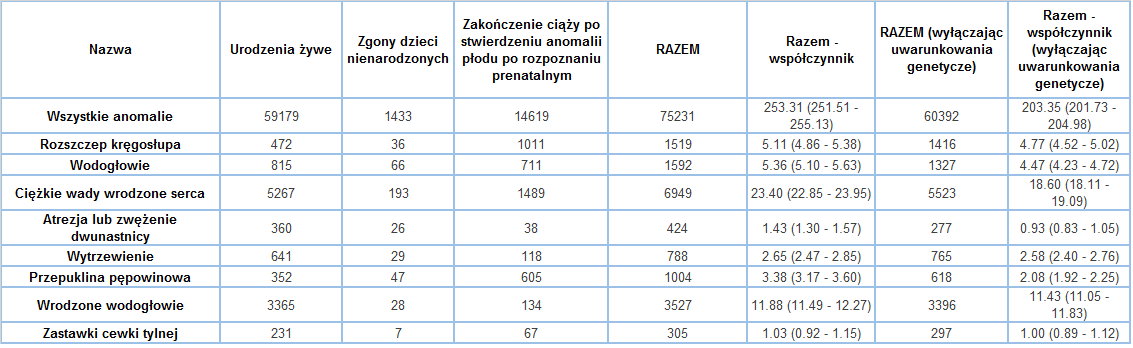 Nazwa Urodzenia żywe Zgony dzieci nienarodzonych Zakończenie ciąży po stwierdzeniu anomalii płodu po rozpoznaniu prenatalnym RAZEM Razem - współczynnik RAZEM (wyłączając uwarunkowania genetycze) Razem - współczynnik (wyłączając uwarunkowania genetycze)
Wszystkie anomalie 59179 1433 14619 75231 253.31 (251.51 - 255.13) 60392 203.35 (201.73 - 204.98)
Rozszczep kręgosłupa 472 36 1011 1519 5.11 (4.86 - 5.38) 1416 4.77 (4.52 - 5.02)
Wodogłowie 815 66 711 1592 5.36 (5.10 - 5.63) 1327 4.47 (4.23 - 4.72)
Ciężkie wady wrodzone serca 5267 193 1489 6949 23.40 (22.85 - 23.95) 5523 18.60 (18.11 - 19.09)
Atrezja lub zwężenie dwunastnicy 360 26 38 424 1.43 (1.30 - 1.57) 277 0.93 (0.83 - 1.05)
Wytrzewienie 641 29 118 788 2.65 (2.47 - 2.85) 765 2.58 (2.40 - 2.76)
Przepuklina pępowinowa 352 47 605 1004 3.38 (3.17 - 3.60) 618 2.08 (1.92 - 2.25)
Wrodzone wodogłowie 3365 28 134 3527 11.88 (11.49 - 12.27) 3396 11.43 (11.05 - 11.83)
Zastawki cewki tylnej 231 7 67 305 1.03 (0.92 - 1.15) 297 1.00 (0.89 - 1.12)